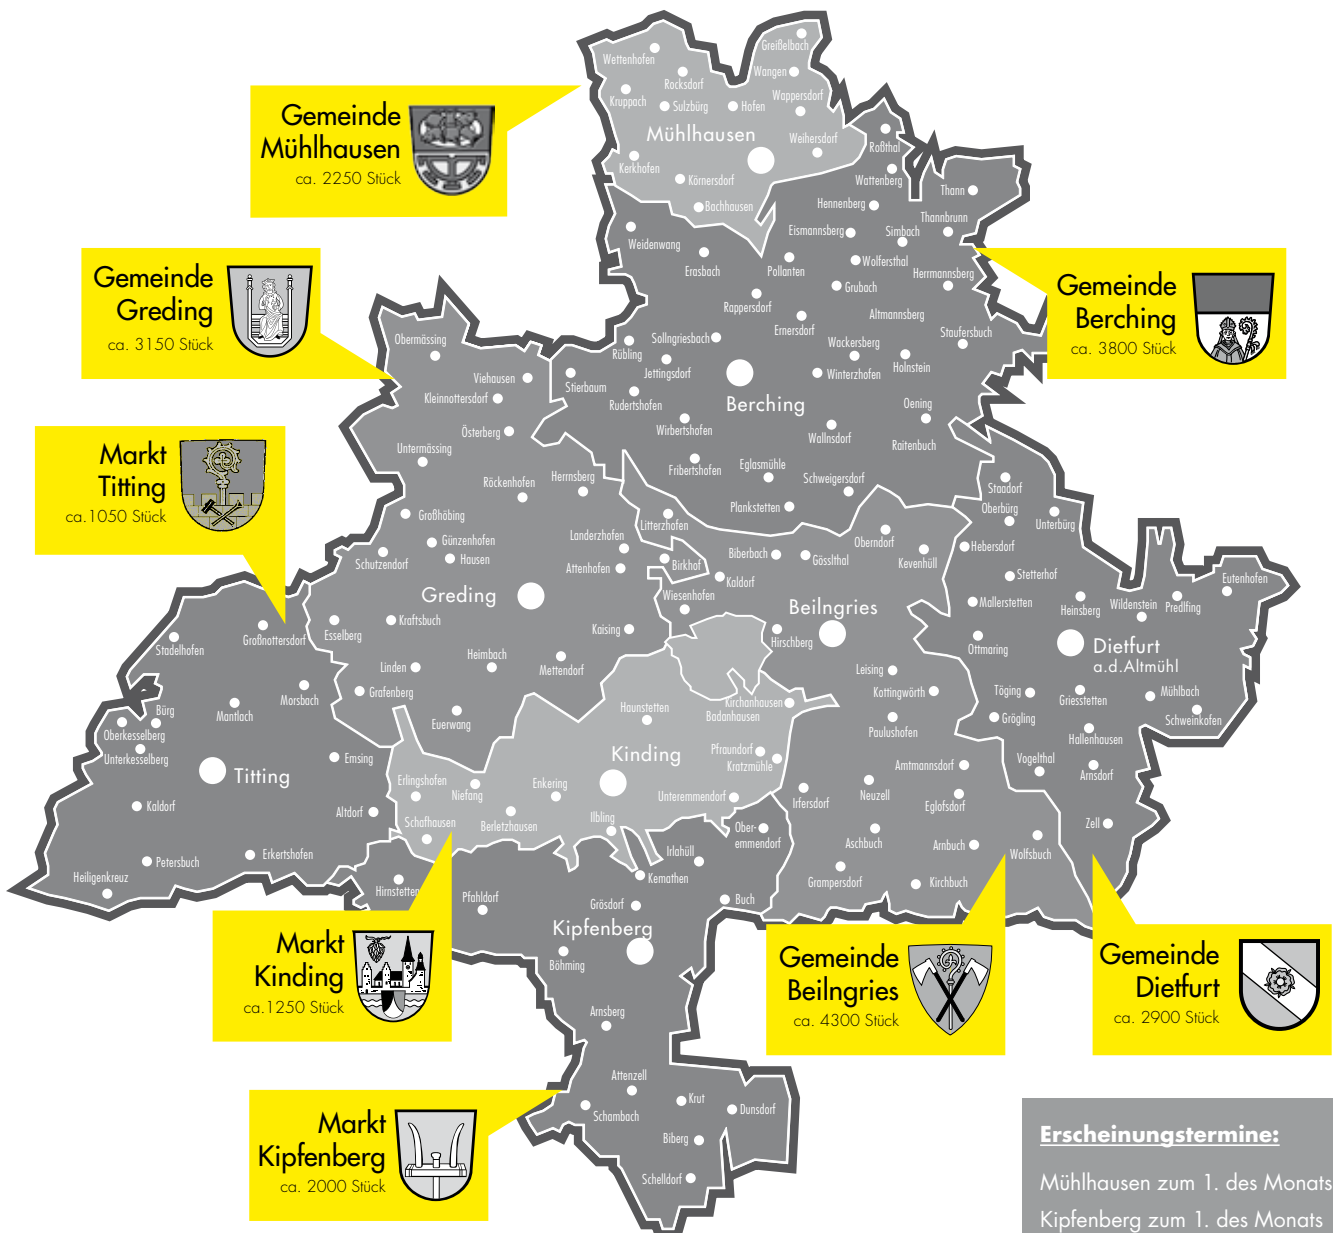 Gemeinde
Mühlhausen
ca. 2250 Stück
Gemeinde
Greding
ca. 3150 Stück
Markt
Titting
ca.1050 Stück
Markt
Kinding
ca.1250 Stück
Markt
Kipfenberg
ca. 2000 Stück
Gemeinde
Berching
ca. 3800 Stück
Gemeinde
Beilngries
ca. 4300 Stück
Gemeinde
Dietfurt
ca. 2900 Stück
Greißelbach
Wettenhofen
Rocksdorf
Wangen
Kruppach
Sulzbürg
Hofen
Wappersdorf
Mühlhausen
Weihersdorf
Kerkhofen
Körnersdorf
Bachhausen
Roßthal
Wattenberg
Thann
Hennenberg
Thannbrunn
Eismannsberg
Simbach
Weidenwang
Erasbach
Pollanten
Wolfersthal
Herrmannsberg
Grubach
Rappersdorf
Altmannsberg
Ernersdorf
Staufersbuch
Sollngriesbach
Rübling
Wackersberg
Holnstein
Jettingsdorf
Winterzhofen
Stierbaum
Rudertshofen
Berching
Oening
Wirbertshofen
Wallnsdorf
Raitenbuch
Fribertshofen
Eglasmühle
Schweigersdorf
Plankstetten
Obermässing
Viehausen
Kleinnottersdorf
Österberg
Untermässing
Röckenhofen
Herrnsberg
Großhöbing
Günzenhofen
Landerzhofen
Schutzendorf
Hausen
Attenhofen
Greding
Kraftsbuch
Esselberg
Kaising
Linden
Heimbach
Mettendorf
Grafenberg
Euerwang
Litterzhofen
Birkhof
Biberbach
Gösslthal
Oberndorf
Kevenhüll
Kaldorf
Wiesenhofen
Beilngries
Hirschberg
Leising
Kottingwörth
Paulushofen
Amtmannsdorf
Irfersdorf
Neuzell
Eglofsdorf
Aschbuch
Arnbuch
Wolfsbuch
Grampersdorf
Kirchbuch
Staadorf
Oberbürg
Unterbürg
Hebersdorf
Stetterhof
Eutenhofen
Mallerstetten
Heinsberg
Wildenstein
Predlfing
Ottmaring
Dietfurt
a.d.Altmühl
Töging
Griesstetten
Mühlbach
Grögling
Schweinkofen
Hallenhausen
Vogelthal
Arnsdorf
Zell
Stadelhofen
Großnottersdorf
Morsbach
Bürg
Mantlach
Oberkesselberg
Unterkesselberg
Titting
Emsing
Kaldorf
Altdorf
Petersbuch
Erkertshofen
Heiligenkreuz
Haunstetten
Kirchanhausen
Badanhausen
Kinding
Pfraundorf
Kratzmühle
Erlingshofen
Niefang
Enkering
Unteremmendorf
Schafhausen
Berletzhausen
Ilbling
Ober-
emmendorf
Irlahüll
Hirnstetten
Kemathen
Pfahldorf
Grösdorf
Buch
Kipfenberg
Böhming
Arnsberg
Attenzell
Schambach
Krut
Dunsdorf
Biberg
Schelldorf
Erscheinungstermine:
Mühlhausen zum 1. des Monats
Kipfenberg zum 1. des Monats